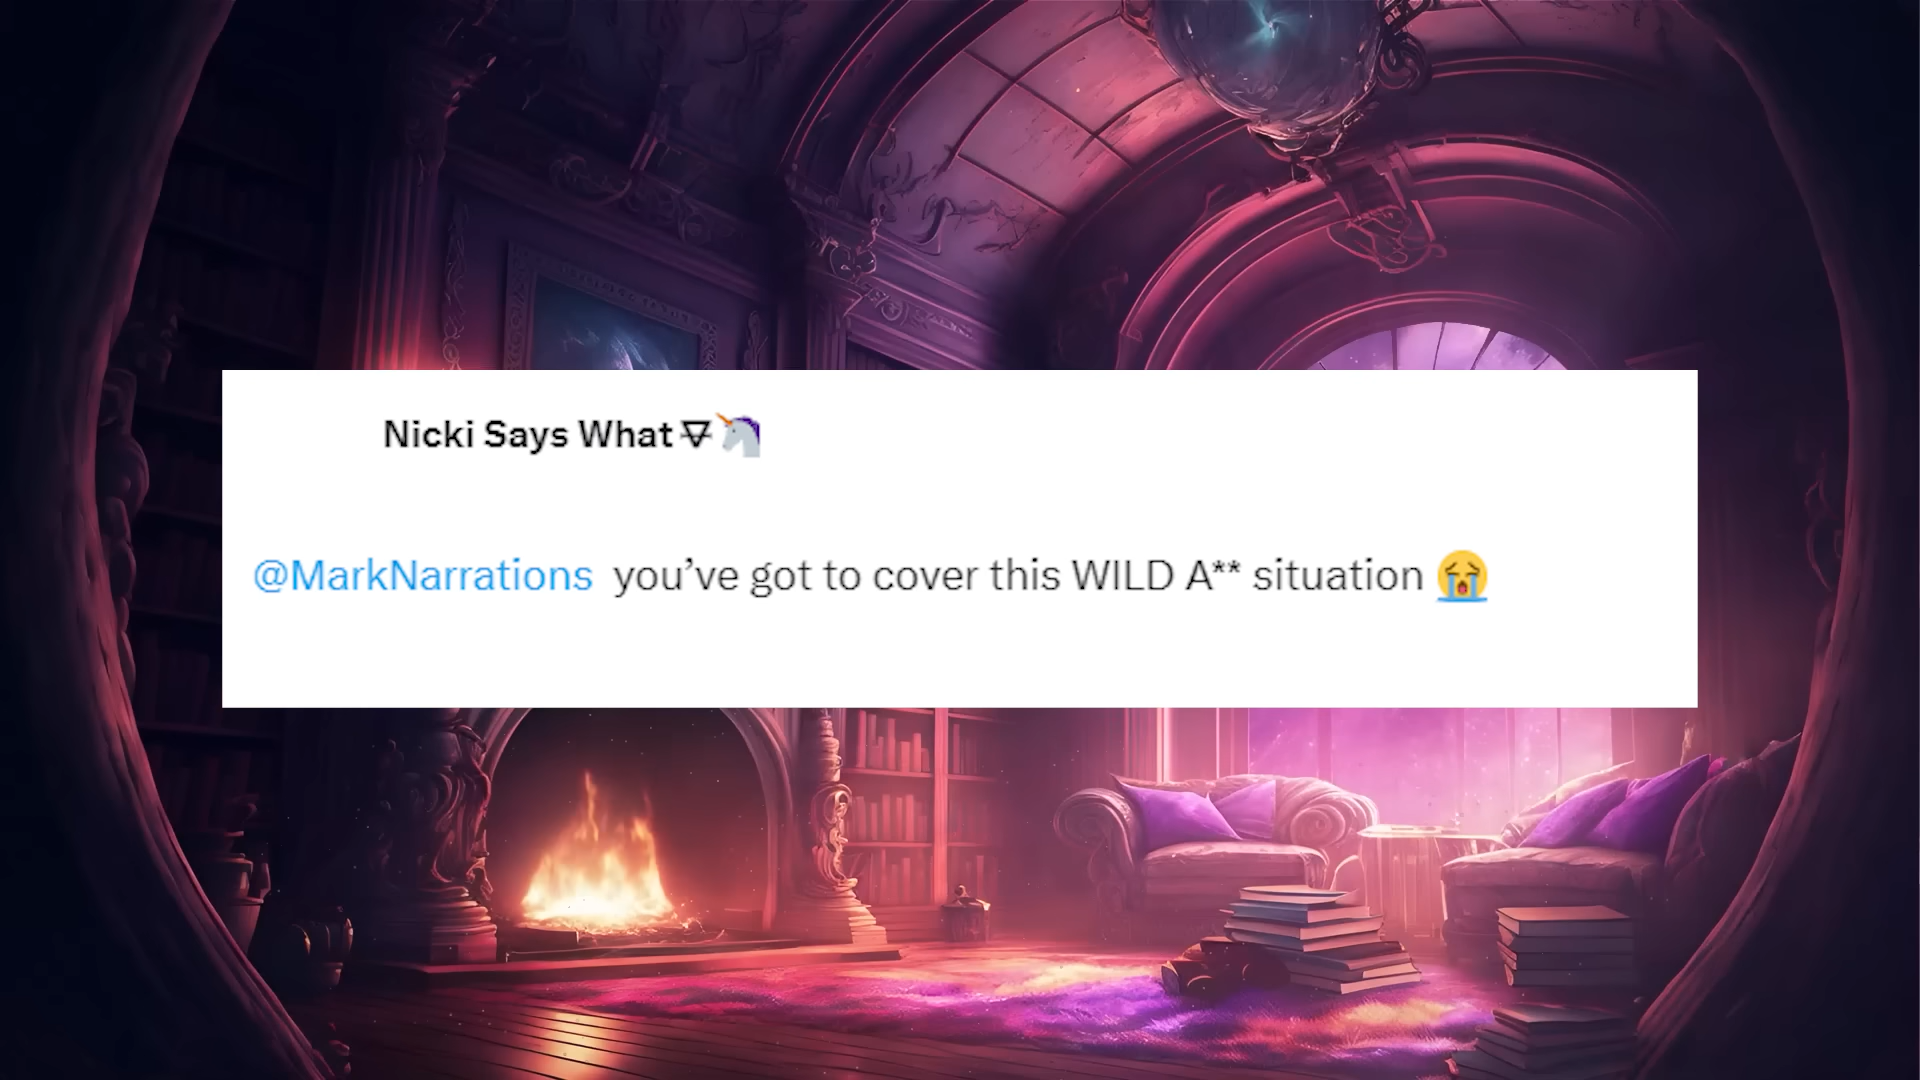 Nicki Says What🜃🦄
@MarkNarrations you’ve got to cover this WILD A** situation 😭